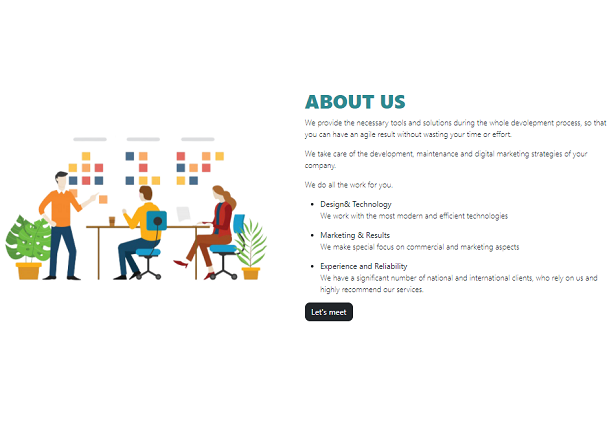 ABOUT US
We provide the necessary tools and solutions during the whole devolepment process, so that
you can have an agile result without wasting your time or effort.
We take care of the development, maintenance and digital marketing strategies of your
company.
We do all the work for you.
• Design& Technology
We work with the most modern and efficient technologies
• Marketing & Results
We make special focus on commercial and marketing aspects
• Experience and Reliability
We have a significant number of national and international clients, who rely on us and
highly recommend our services.
Let's meet